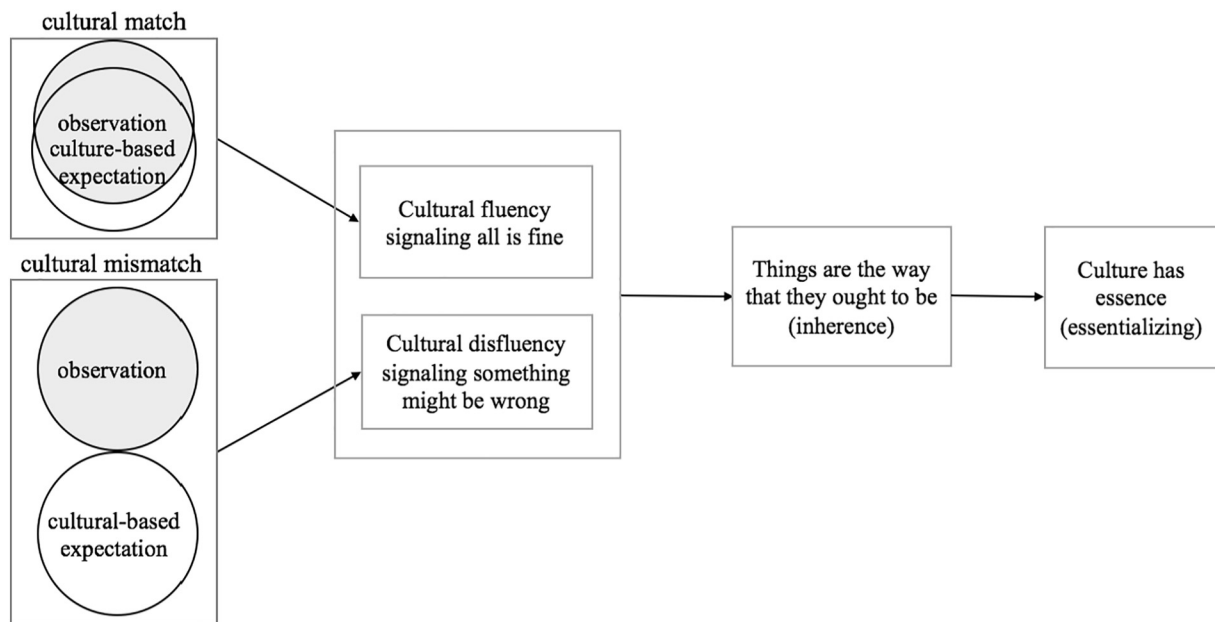 cultural match
observation
culture-based
expectation
cultural mismatch
observation
cultural-based
expectation
Cultural fluency
signaling all is fine
Cultural disfluency
signaling something
might be wrong
Things are the way
that they ought to be
(inherence)
Culture has
essence
(essentializing)